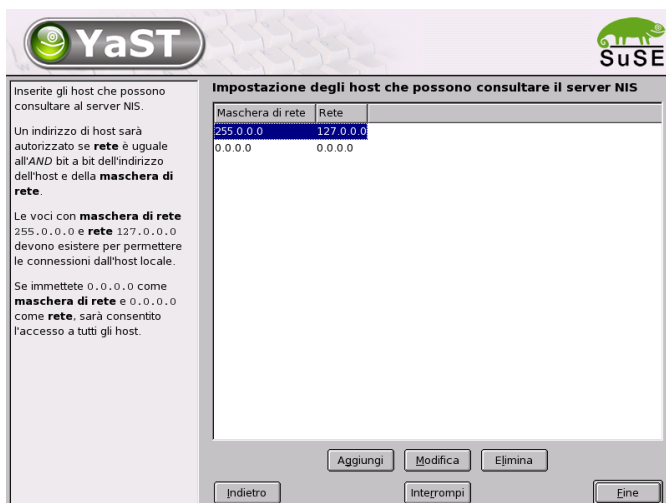 YaST
SuSE
Inserite gli host che possono
consultare al server NIS.
Un indirizzo di host sarà
autorizzato se rete è uguale
all'AND bit a bit dell'indirizzo
dell'host e della maschera di
rete.
Le voci con maschera di rete
255.0.0.0 e rete 127.0.0.0
devono esistere per permettere
le connessioni dall'host locale.
Se immettete 0.0.0.0 come
maschera di rete e 0.0.0.0
come rete, sarà consentito
l'accesso a tutti gli host.
Impostazione degli host che possono consultare il server NIS
Maschera di rete Rete
255.0.0.0 127.0.0.0
0.0.0.0 0.0.0.0
Aggiungi Modifica Elimina
Indietro Interrompi Fine